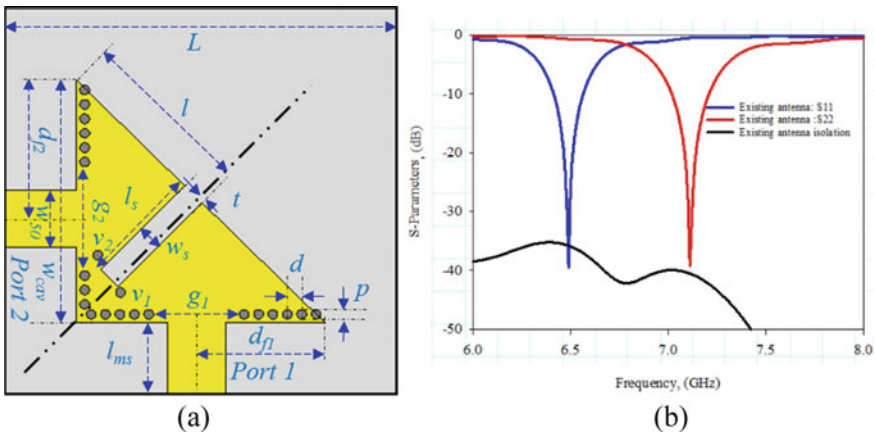 L
l
d_f2
l_s
t
w_50
g_2
w_s
v_2
W_cav
Port 2
v_1
g_1
d
p
l_ms
d_f1
Port 1
(a)
0
-10
-20
-30
-40
-50
S-Parameters, (dB)
Existing antenna: S11
Existing antenna :S22
Existing antenna isolation
6.0
6.5
7.0
7.5
8.0
Frequency, (GHz)
(b)